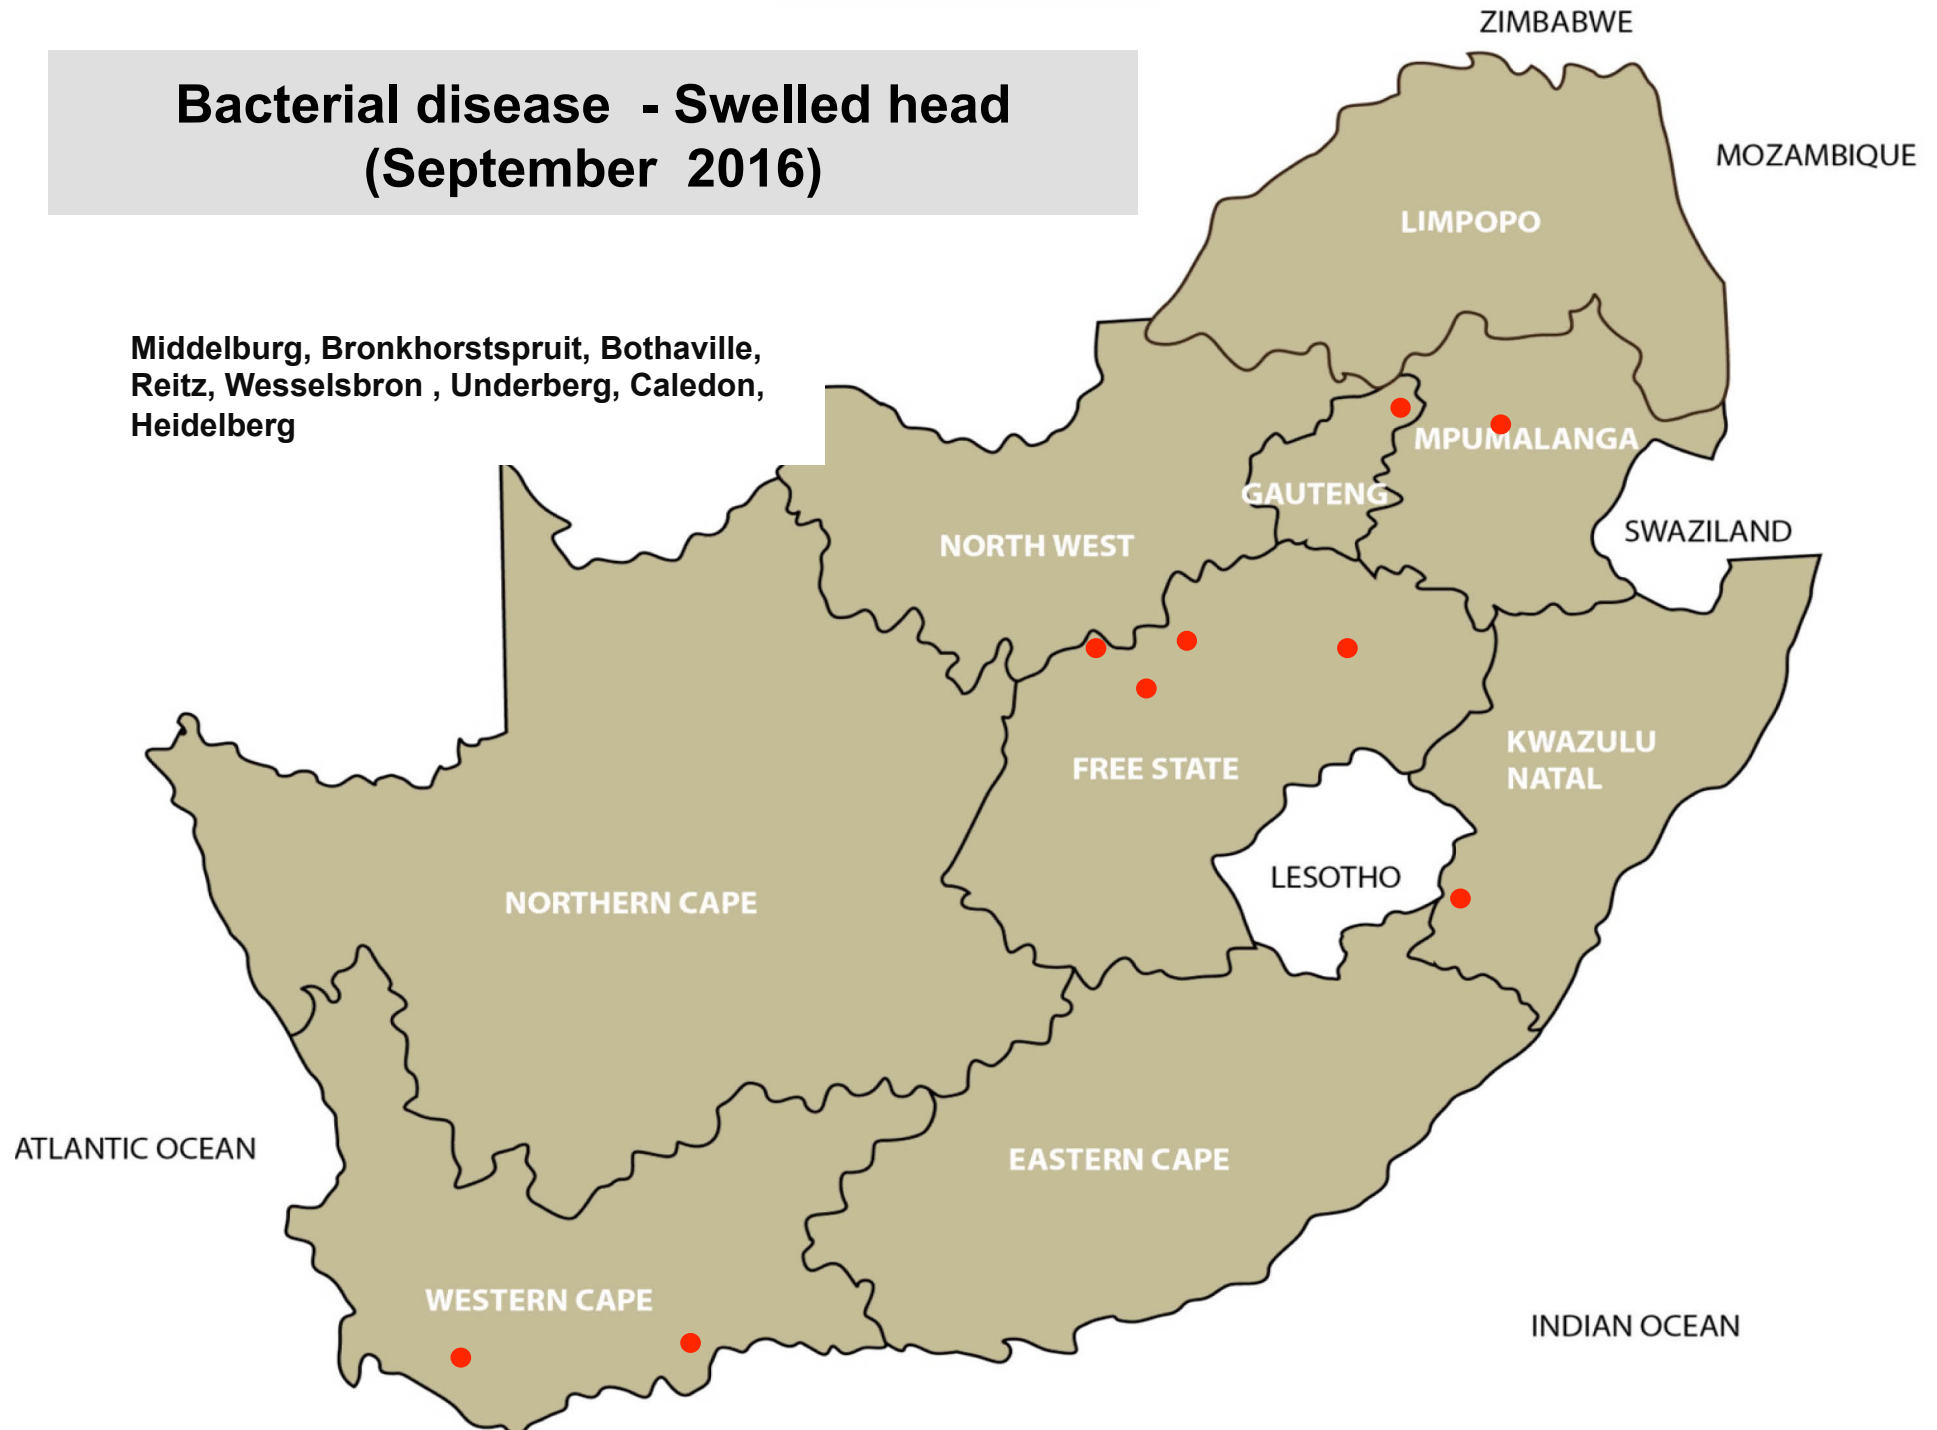 ZIMBABWE
Bacterial disease - Swelled head
(September 2016)
MOZAMBIQUE
LIMPOPO
Middelburg, Bronkhorstspruit, Bothaville,
Reitz, Wesselsbron , Underberg, Caledon,
Heidelberg
MPUMALANGA
GAUTENG
SWAZILAND
NORTH WEST
KWAZULU
NATAL
FREE STATE
LESOTHO
NORTHERN CAPE
ATLANTIC OCEAN
EASTERN CAPE
WESTERN CAPE
INDIAN OCEAN